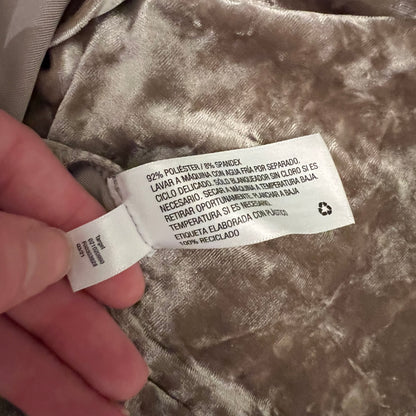 92% POLIÉSTER / 8% SPANDEX
LAVAR A MÁQUINA CON AGUA FRÍA POR SEPARADO.
CICLO DELICADO. SÓLO BLANQUEADOR SIN CLORO SI ES
NECESARIO. SECAR A MÁQUINA A TEMPERATURA BAJA.
RETIRAR OPORTUNAMENTE. PLANCHAR A BAJA
TEMPERATURA SI ES NECESARIO.
ETIQUETA ELABORADA CON PLÁSTICO
100% RECICLADO
Target